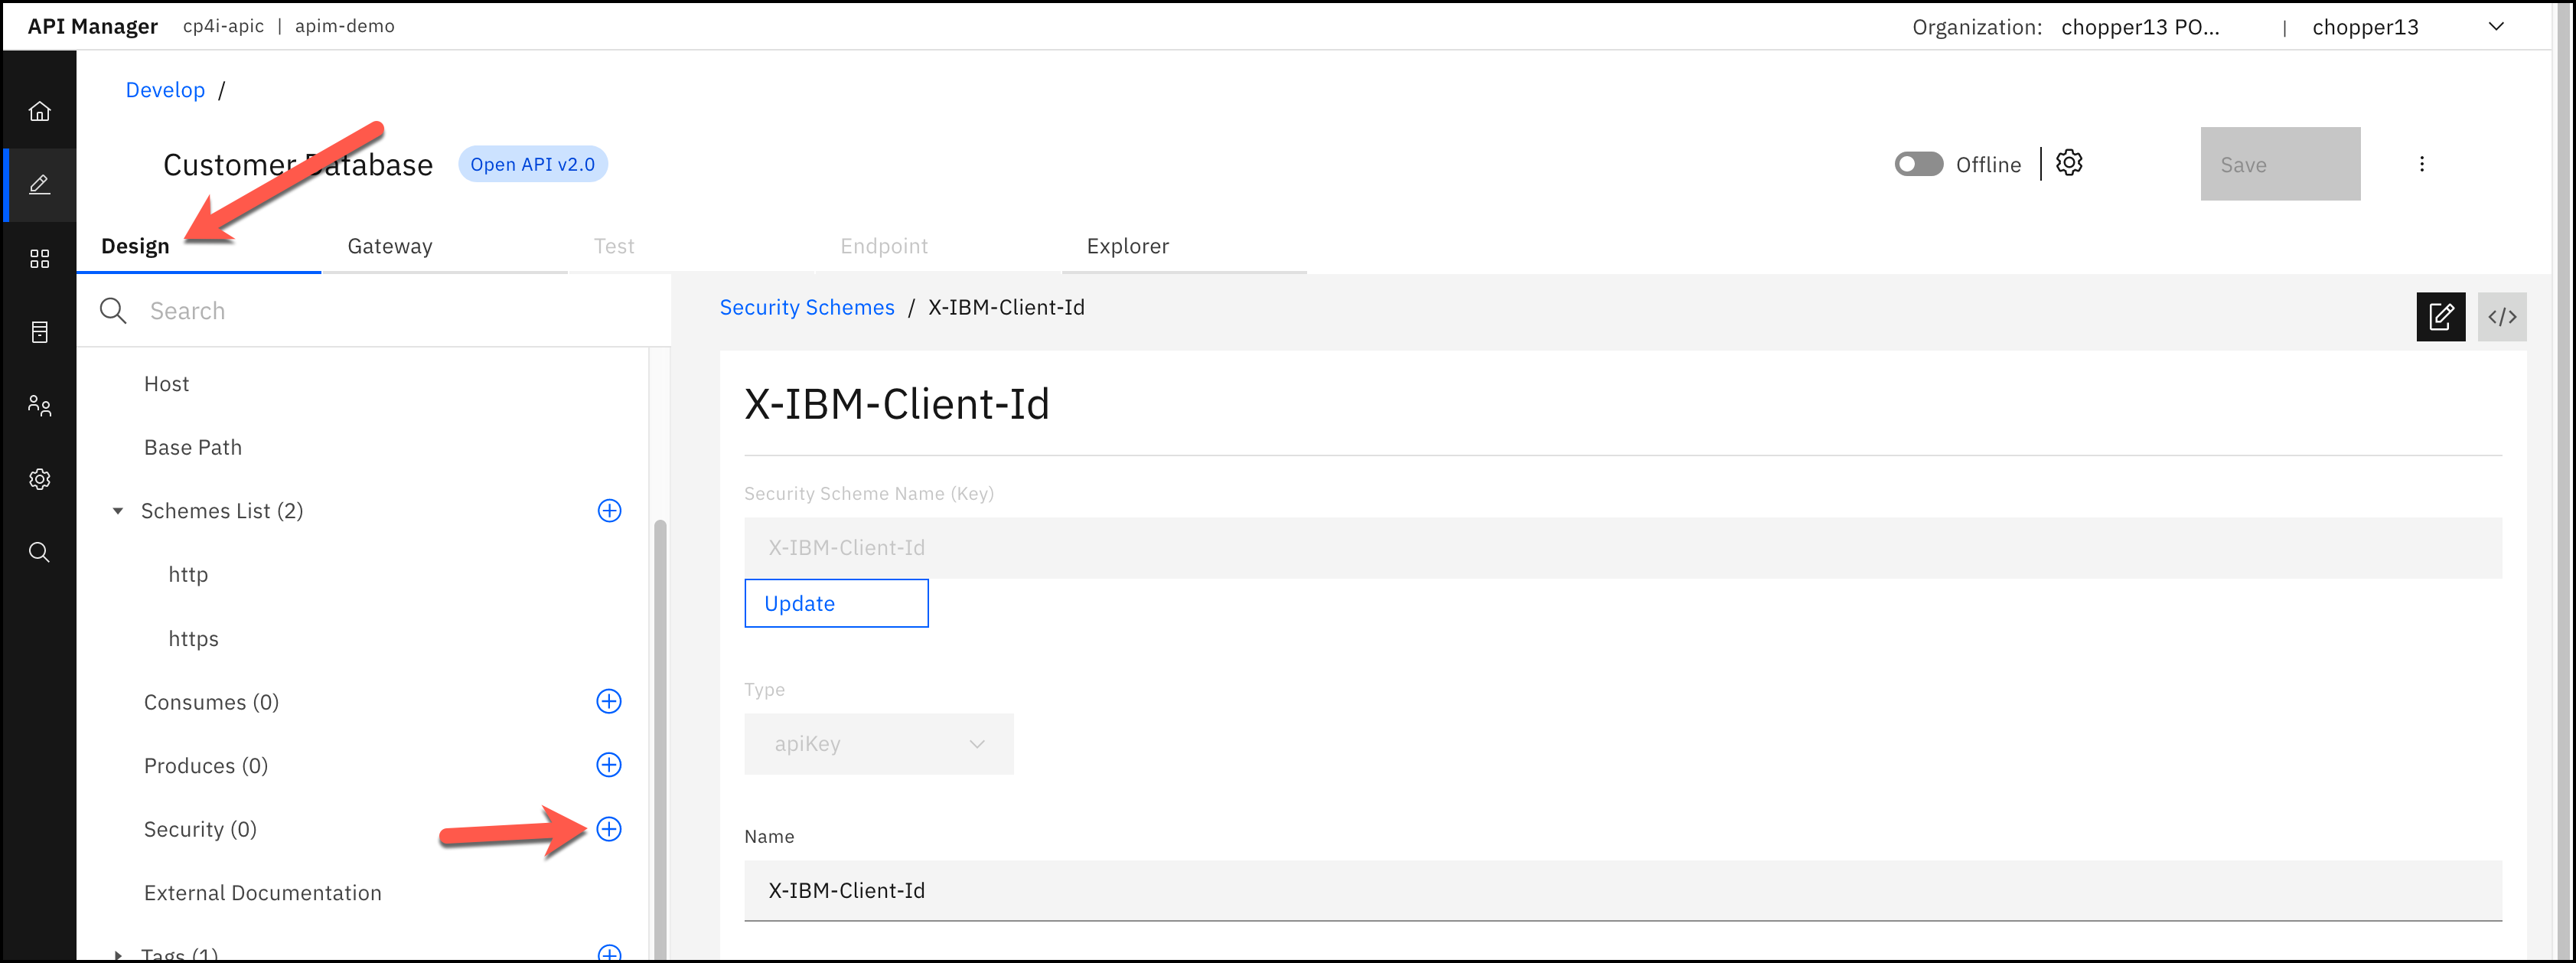 API Manager cp4i-apic | apim-demo Organization: chopper13 PO... | chopper13
Develop /
Customer Database Open API v2.0 Offline Save
Design Gateway Test Endpoint Explorer
Search
Security Schemes / X-IBM-Client-Id
</>
Host
Base Path
Schemes List (2)
http
https
Consumes (0)
Produces (0)
Security (0)
External Documentation
Tags (1)
X-IBM-Client-Id
Security Scheme Name (Key)
X-IBM-Client-Id
Update
Type
apiKey
Name
X-IBM-Client-Id